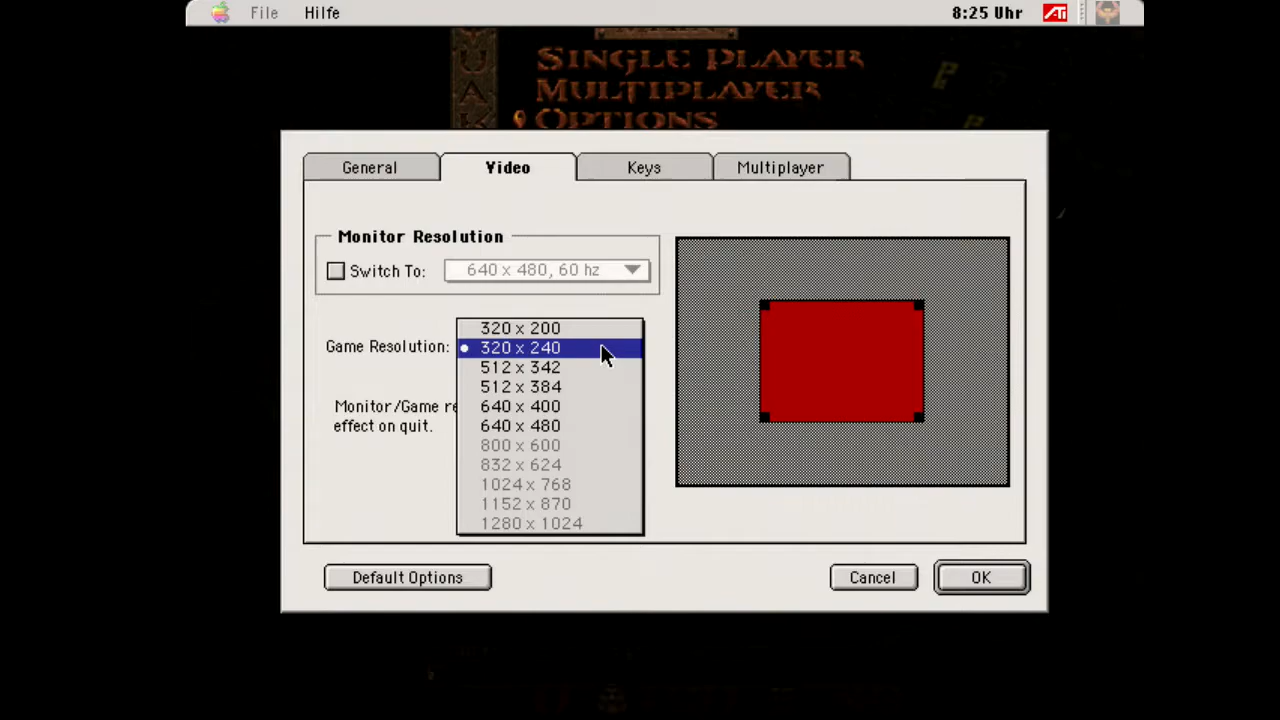 File Hilfe 8:25 Uhr ATI
SINGLE PLAYER
MULTIPLAYER
OPTIONS
General Video Keys Multiplayer
Monitor Resolution
Switch To: 640 x 480, 60 hz
Game Resolution:
320 x 200
320 x 240
512 x 342
512 x 384
640 x 400
640 x 480
800 x 600
832 x 624
1024 x 768
1152 x 870
1280 x 1024
Monitor/Game re
effect on quit.
Default Options Cancel OK